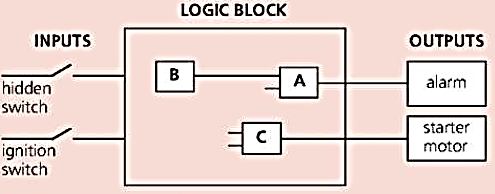 LOGIC BLOCK
INPUTS
OUTPUTS
hidden
switch
B
A
alarm
ignition
switch
C
starter
motor